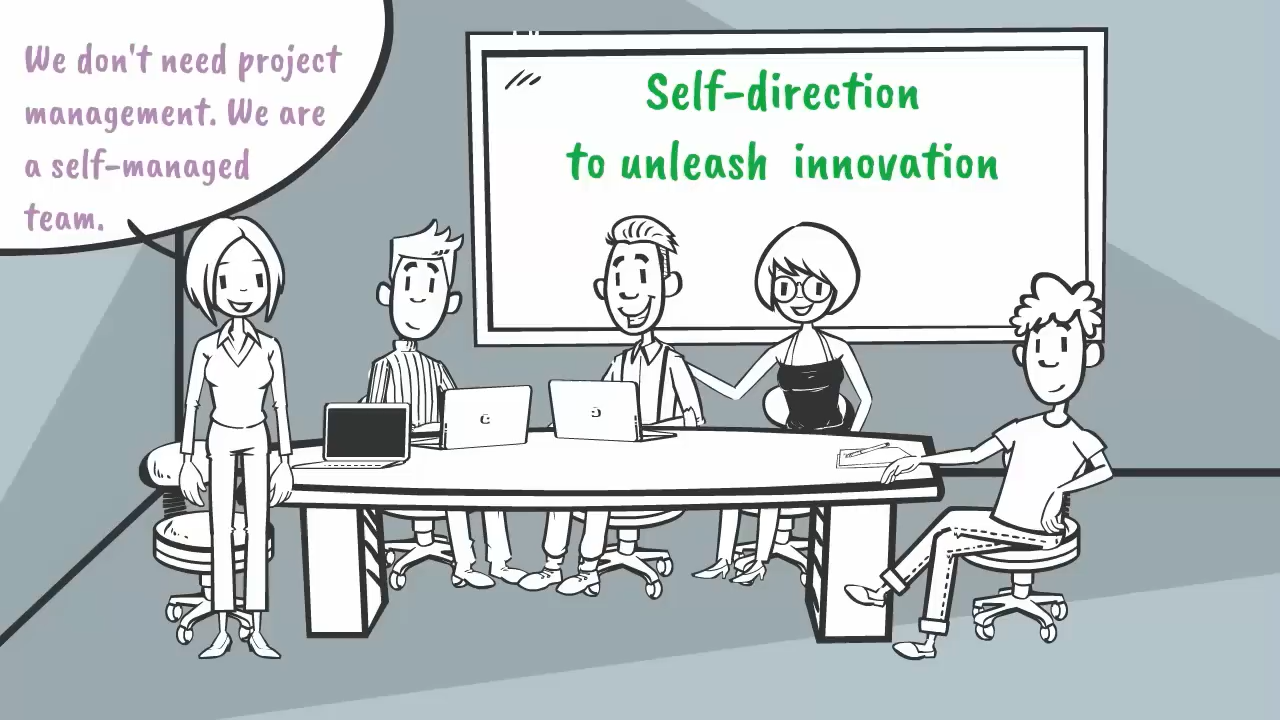 We don't need project
management. We are
a self-managed
team.
Self-direction
to unleash innovation